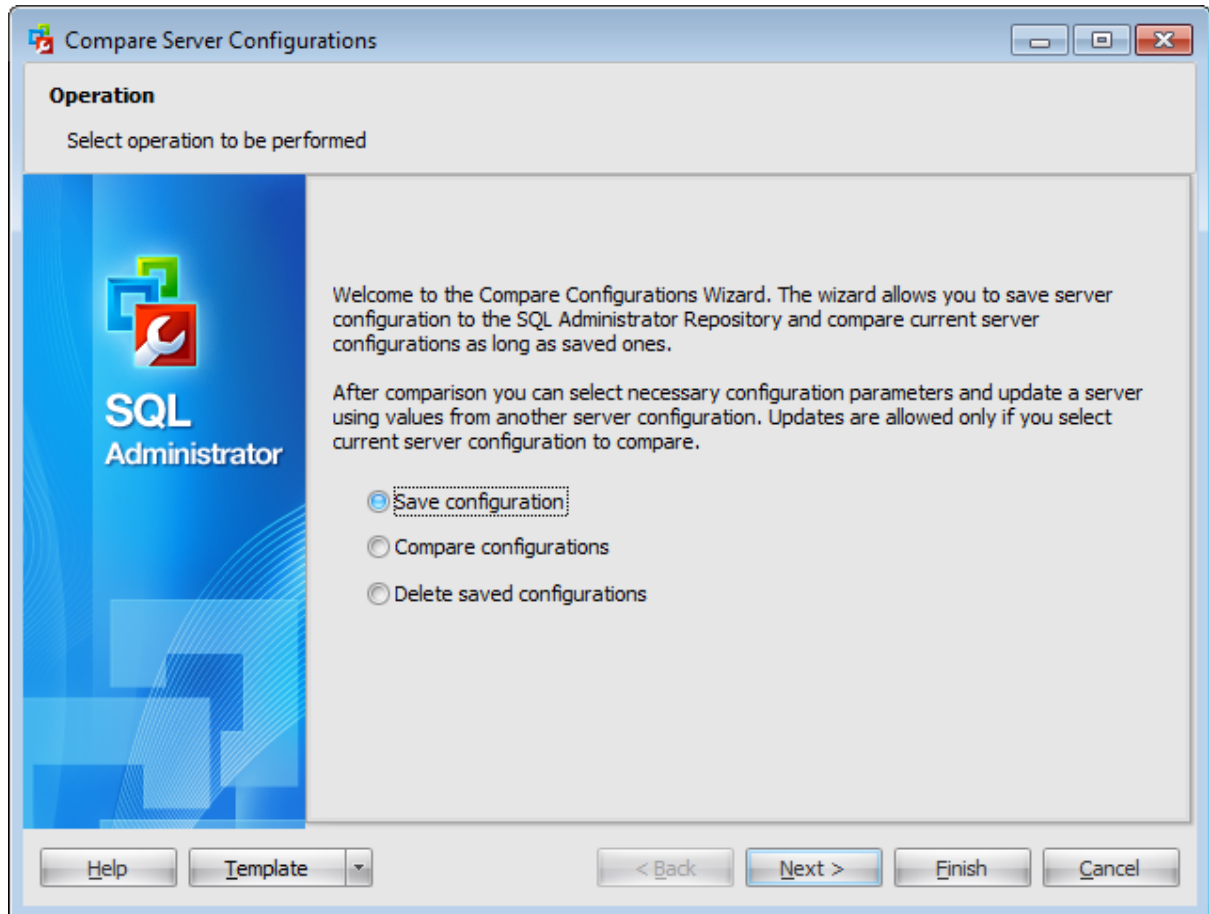 Compare Server Configurations
Operation
Select operation to be performed
SQL
Administrator
Welcome to the Compare Configurations Wizard. The wizard allows you to save server
configuration to the SQL Administrator Repository and compare current server
configurations as long as saved ones.
After comparison you can select necessary configuration parameters and update a server
using values from another server configuration. Updates are allowed only if you select
current server configuration to compare.
Save configuration
Compare configurations
Delete saved configurations
Help Template < Back Next > Finish Cancel